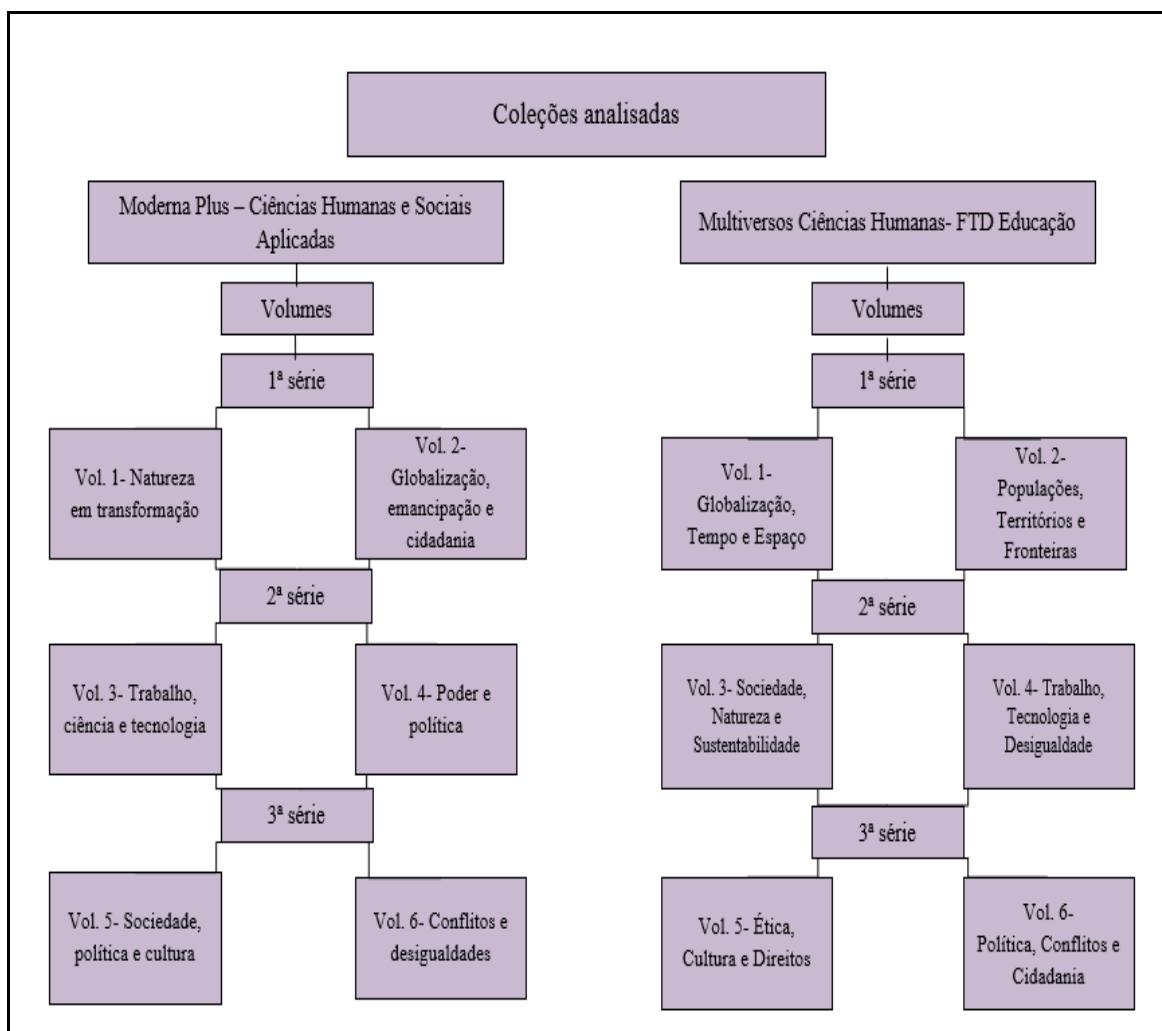 Coleções analisadas
Moderna Plus – Ciências Humanas e Sociais
Aplicadas
Volumes
1ª série
Vol. 1- Natureza
em transformação
Vol. 2-
Globalização,
emancipação e
cidadania
2ª série
Vol. 3- Trabalho,
ciência e tecnologia
Vol. 4- Poder e
política
3ª série
Vol. 5- Sociedade,
política e cultura
Vol. 6- Conflitos e
desigualdades
Multiversos Ciências Humanas- FTD Educação
Volumes
1ª série
Vol. 1-
Globalização,
Tempo e Espaço
Vol. 2-
Populações,
Territórios e
Fronteiras
2ª série
Vol. 3- Sociedade,
Natureza e
Sustentabilidade
Vol. 4- Trabalho,
Tecnologia e
Desigualdade
3ª série
Vol. 5- Ética,
Cultura e Direitos
Vol. 6-
Política, Conflitos e
Cidadania